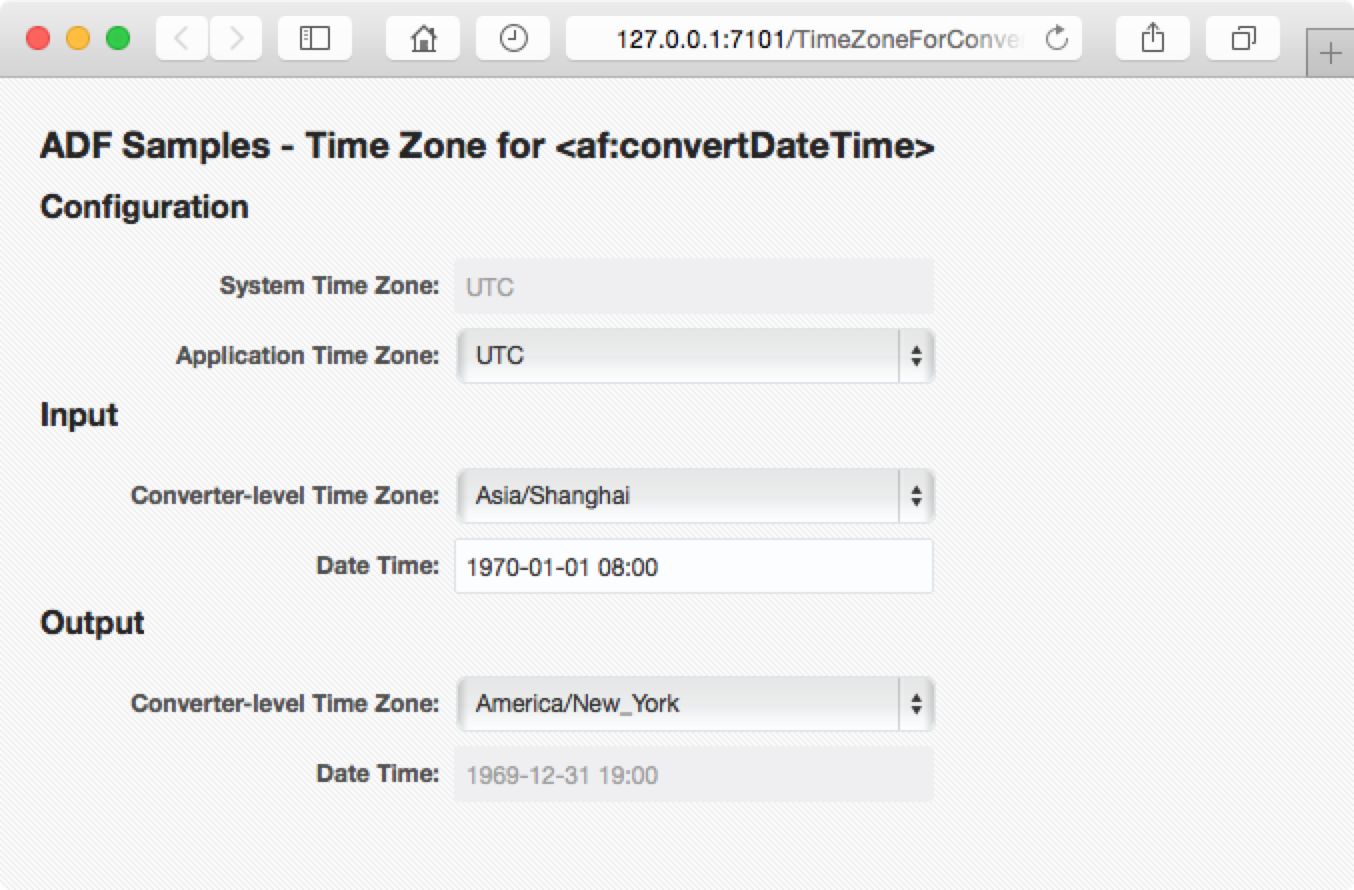 127.0.0.1:7101/TimeZoneForConve
ADF Samples - Time Zone for <af:convertDateTime>
Configuration
System Time Zone: UTC
Application Time Zone: UTC
Input
Converter-level Time Zone: Asia/Shanghai
Date Time: 1970-01-01 08:00
Output
Converter-level Time Zone: America/New_York
Date Time: 1969-12-31 19:00